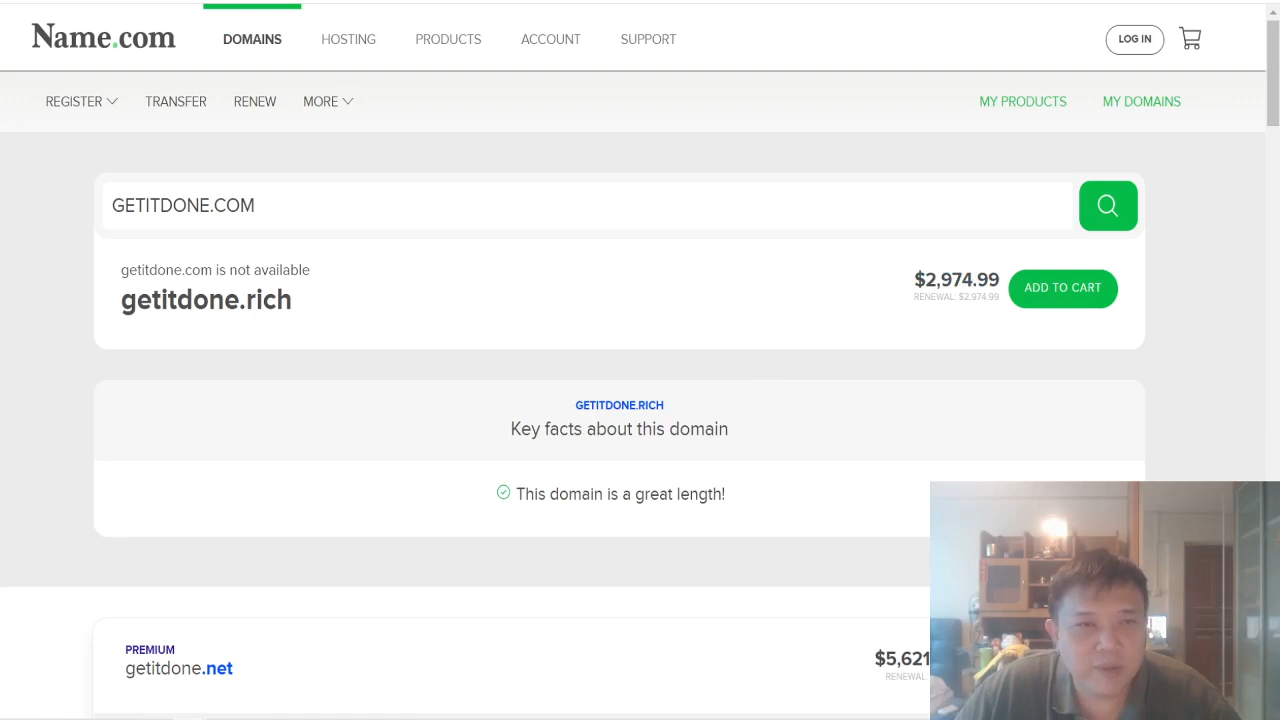 Name.com
DOMAINS
HOSTING
PRODUCTS
ACCOUNT
SUPPORT
LOG IN
REGISTER
TRANSFER
RENEW
MORE
MY PRODUCTS
MY DOMAINS
GETITDONE.COM
getitdone.com is not available
getitdone.rich
$2,974.99
RENEWAL: $2,974.99
ADD TO CART
GETITDONE.RICH
Key facts about this domain
This domain is a great length!
PREMIUM
getitdone.net
$5,621
RENEWAL: